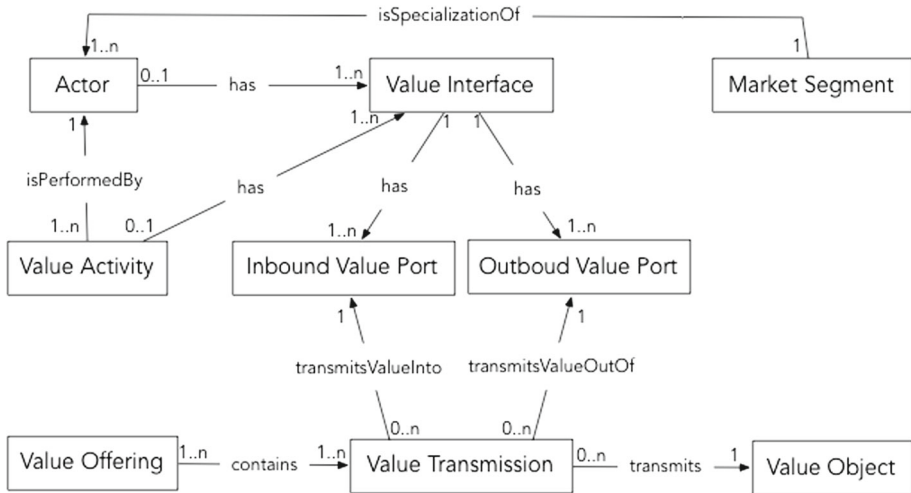 isSpecializationOf
1..n
1
Actor
0..1
has
1..n
Value Interface
Market Segment
1
1..n
1
1
isPerformedBy
has
has
has
1..n
0..1
1..n
1..n
Value Activity
Inbound Value Port
Outboud Value Port
1
1
transmitsValueInto
transmitsValueOutOf
0..n
0..n
Value Offering
1..n
contains
1..n
Value Transmission
0..n
transmits
1
Value Object